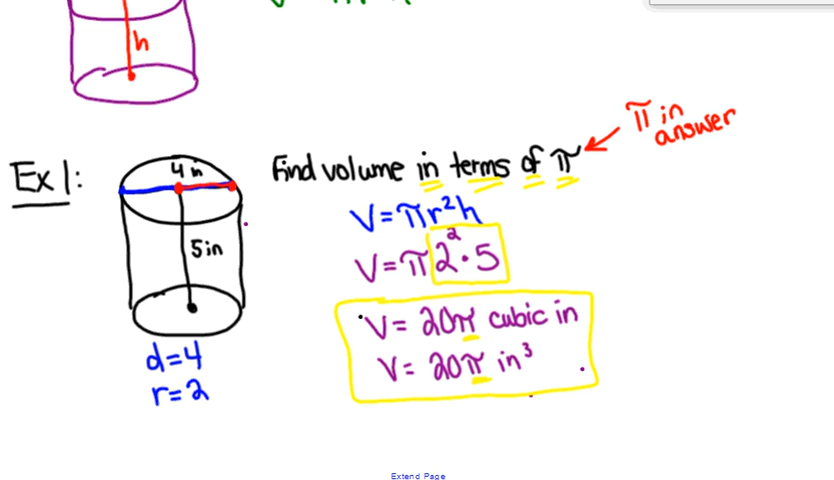 h
π in
answer
Ex 1:
4 in
Find volume in terms of π
V=πr²h
5in
V=π2²·5
V= 20π cubic in
V= 20π in³
d=4
r=2
Extend Page